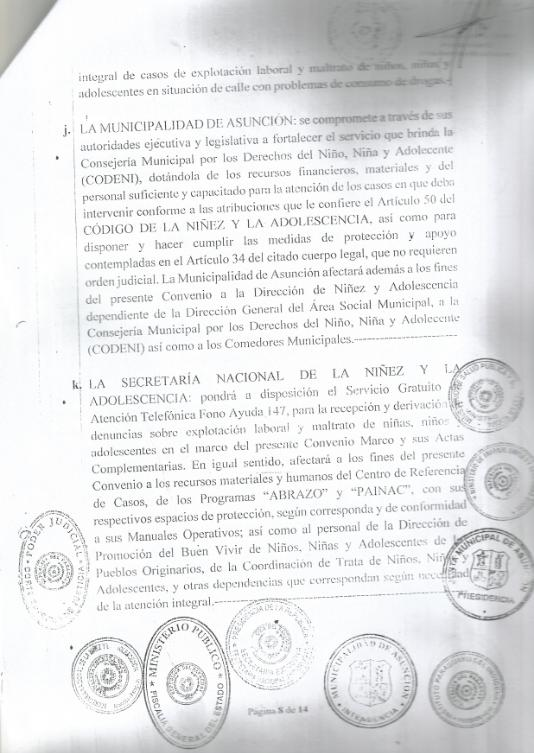 integral de casos de explotación laboral y maltrato de niños, niñas y
adolescentes en situación de calle con problemas de consumo de drogas.-
j. LA MUNICIPALIDAD DE ASUNCIÓN: se compromete a través de sus
autoridades ejecutiva y legislativa a fortalecer el servicio que brinda la
Consejería Municipal por los Derechos del Niño, Niña y Adolecente
(CODENI), dotándola de los recursos financieros, materiales y del
personal suficiente y capacitado para la atención de los casos en que deba
intervenir conforme a las atribuciones que le confiere el Artículo 50 del
CÓDIGO DE LA NIÑEZ Y LA ADOLESCENCIA, así como para
disponer y hacer cumplir las medidas de protección y apoyo
contempladas en el Artículo 34 del citado cuerpo legal, que no requieren
orden judicial. La Municipalidad de Asunción afectará además a los fines
del presente Convenio a la Dirección de Niñez y Adolescencia
dependiente de la Dirección General del Área Social Municipal, a la
Consejería Municipal por los Derechos del Niño, Niña y Adolecente
(CODENI) así como a los Comedores Municipales.-------------------------
k. LA SECRETARÍA NACIONAL DE LA NIÑEZ Y LA
ADOLESCENCIA: pondrá a disposición el Servicio Gratuito
Atención Telefónica Fono Ayuda 147, para la recepción y derivación
denuncias sobre explotación laboral y maltrato de niñas, niños
adolescentes en el marco del presente Convenio Marco y sus Actas
Complementarias. En igual sentido, afectará a los fines del presente
Convenio a los recursos materiales y humanos del Centro de Referencia
de Casos, de los Programas “ABRAZO” y “PAINAC”, con sus
respectivos espacios de protección, según corresponda y de conformidad
a sus Manuales Operativos; así como al personal de la Dirección de
Promoción del Buen Vivir de Niños, Niñas y Adolescentes de
Pueblos Originarios, de la Coordinación de Trata de Niños, Niñas y
Adolescentes, y otras dependencias que correspondan según necesidad
de la atención integral.-----------------------------------------------
PODER JUDICIAL
JUNTA MUNICIPAL DE ASUNCIÓN
PRESIDENCIA
MINISTERIO PÚBLICO
FISCALÍA GENERAL DEL ESTADO
MUNICIPALIDAD DE ASUNCIÓN
INTENDENCIA
Página 8 de 14